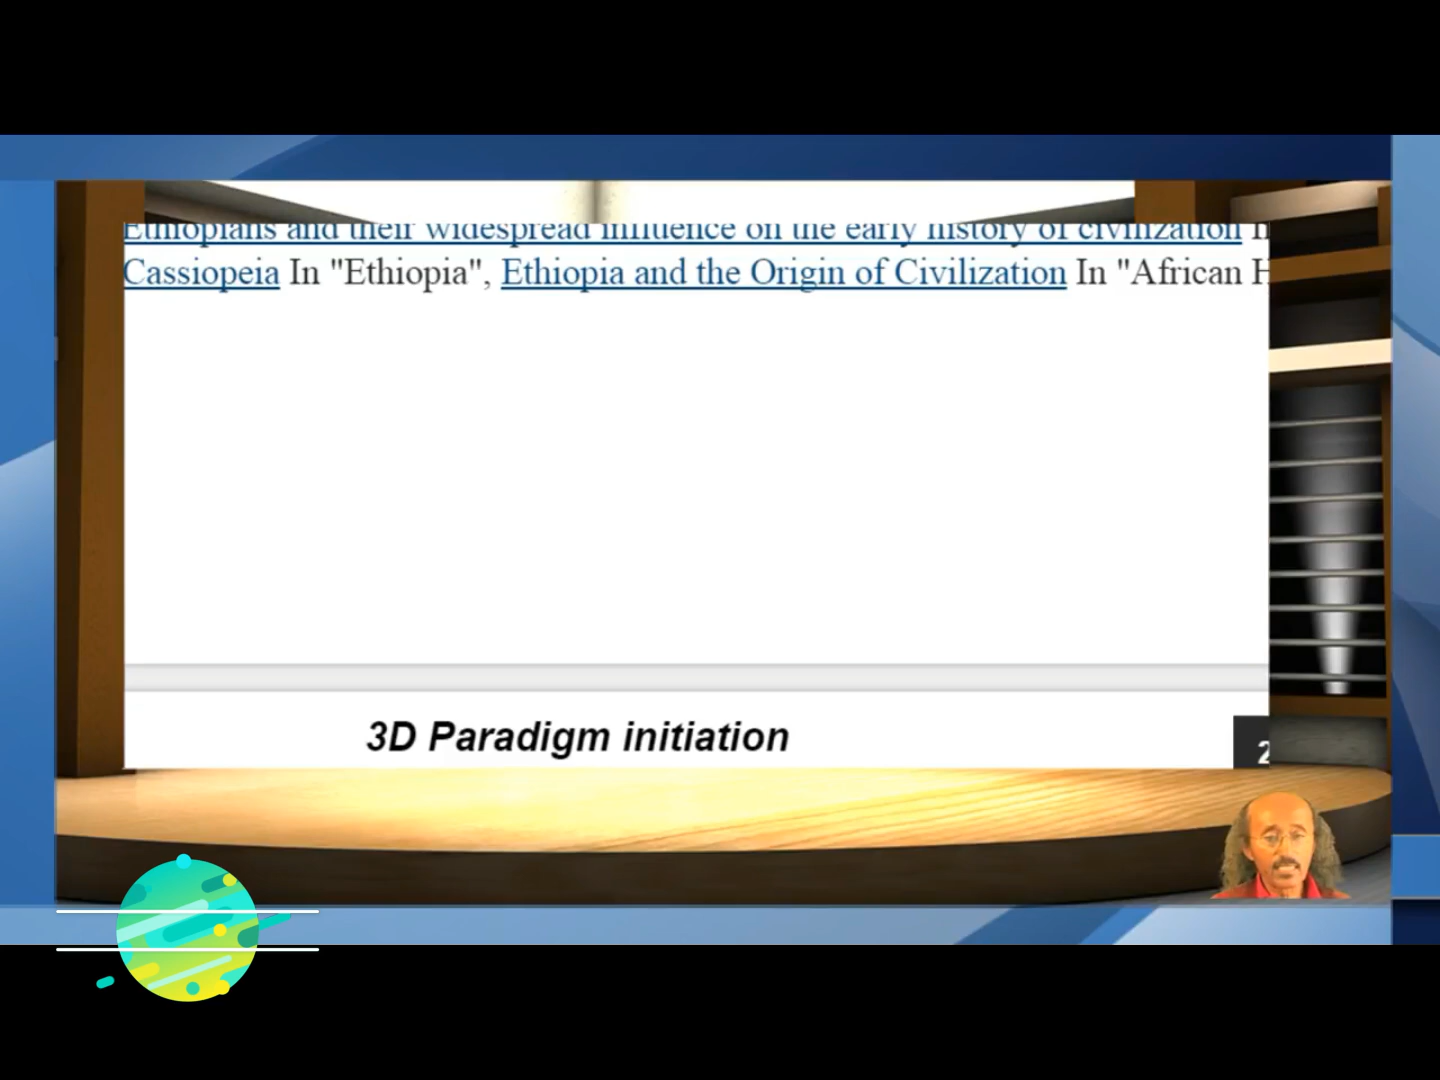 Ethiopians and their widespread influence on the early history of civilization
Cassiopeia In "Ethiopia", Ethiopia and the Origin of Civilization In "African
3D Paradigm initiation
2